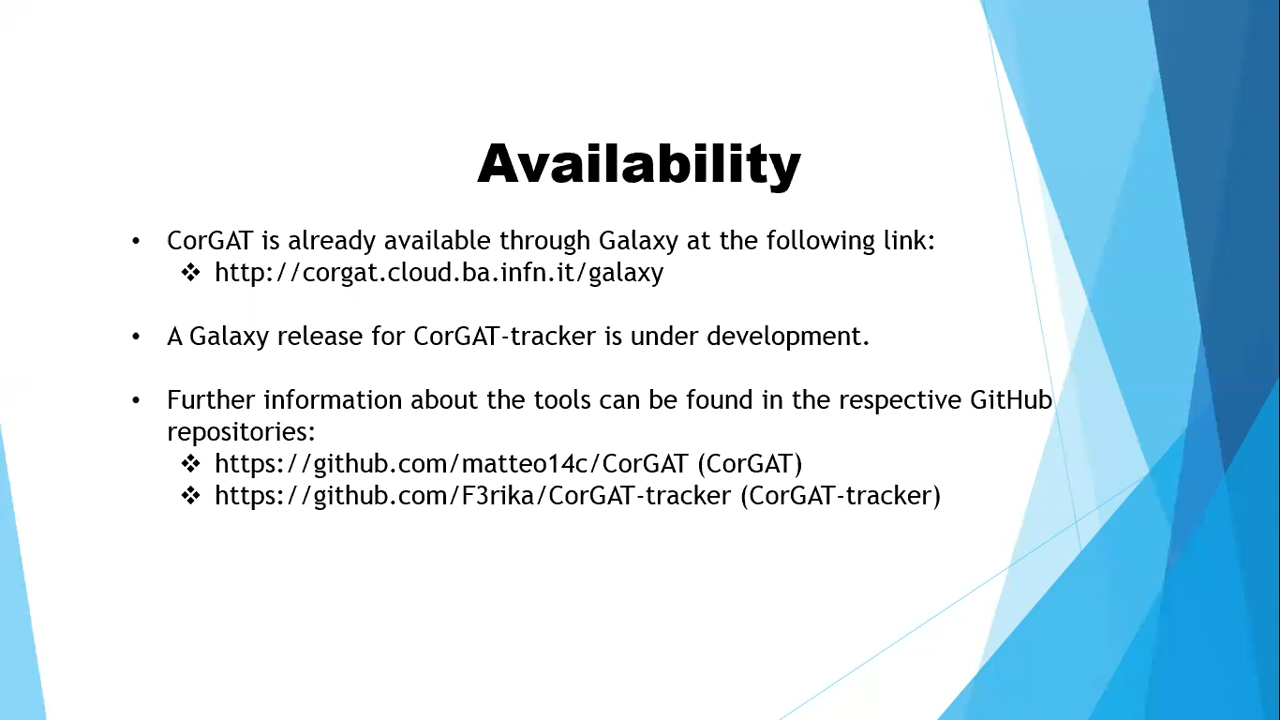 Availability
• CorGAT is already available through Galaxy at the following link:
❖ http://corgat.cloud.ba.infn.it/galaxy
• A Galaxy release for CorGAT-tracker is under development.
• Further information about the tools can be found in the respective GitHub
repositories:
❖ https://github.com/matteo14c/CorGAT (CorGAT)
❖ https://github.com/F3rika/CorGAT-tracker (CorGAT-tracker)